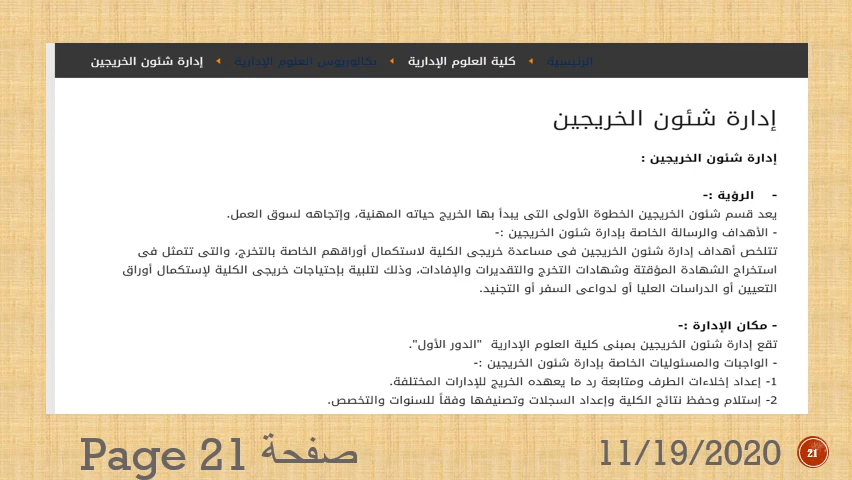 الرئيسية ◂ كلية العلوم الإدارية ◂ بكالوريوس العلوم الإدارية ◂ إدارة شئون الخريجين
إدارة شئون الخريجين
إدارة شئون الخريجين :
- الرؤية :-
يعد قسم شئون الخريجين الخطوة الأولى التى يبدأ بها الخريج حياته المهنية، وإتجاهه لسوق العمل.
- الأهداف والرسالة الخاصة بإدارة شئون الخريجين :-
تتلخص أهداف إدارة شئون الخريجين فى مساعدة خريجى الكلية لاستكمال أوراقهم الخاصة بالتخرج، والتى تتمثل فى
استخراج الشهادة المؤقتة وشهادات التخرج والتقديرات والإفادات، وذلك لتلبية بإحتياجات خريجى الكلية لإستكمال أوراق
التعيين أو الدراسات العليا أو لدواعى السفر أو التجنيد.
- مكان الإدارة :-
تقع إدارة شئون الخريجين بمبنى كلية العلوم الإدارية "الدور الأول".
- الواجبات والمسئوليات الخاصة بإدارة شئون الخريجين :-
1- إعداد إخلاءات الطرف ومتابعة رد ما يعهده الخريج للإدارات المختلفة.
2- إستلام وحفظ نتائج الكلية وإعداد السجلات وتصنيفها وفقاً للسنوات والتخصص.
Page 21 صفحة
11/19/2020
21